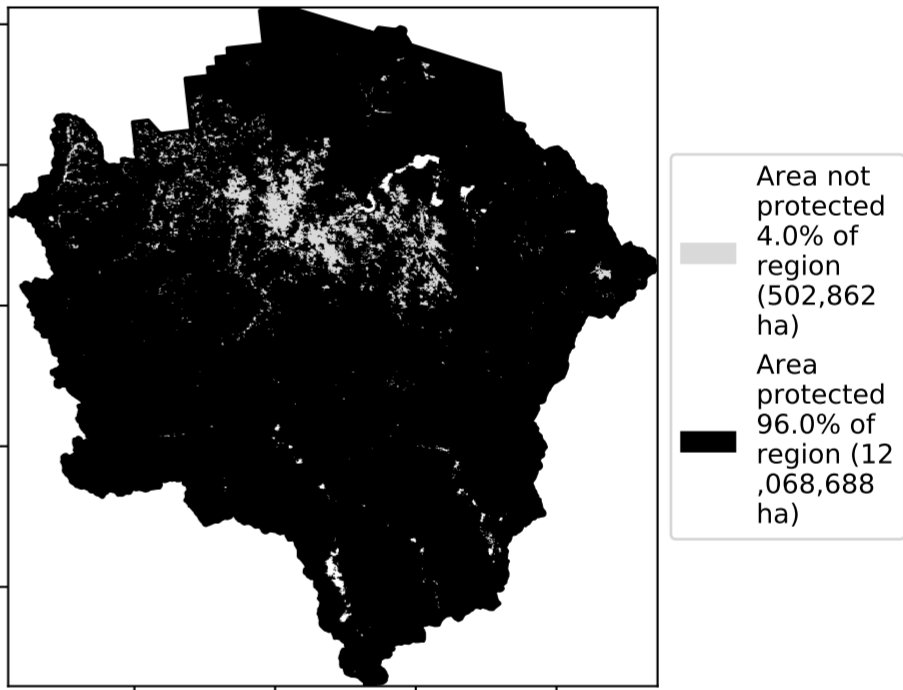 Area not
protected
4.0% of
region
(502,862
ha)
Area
protected
96.0% of
region (12
,068,688
ha)